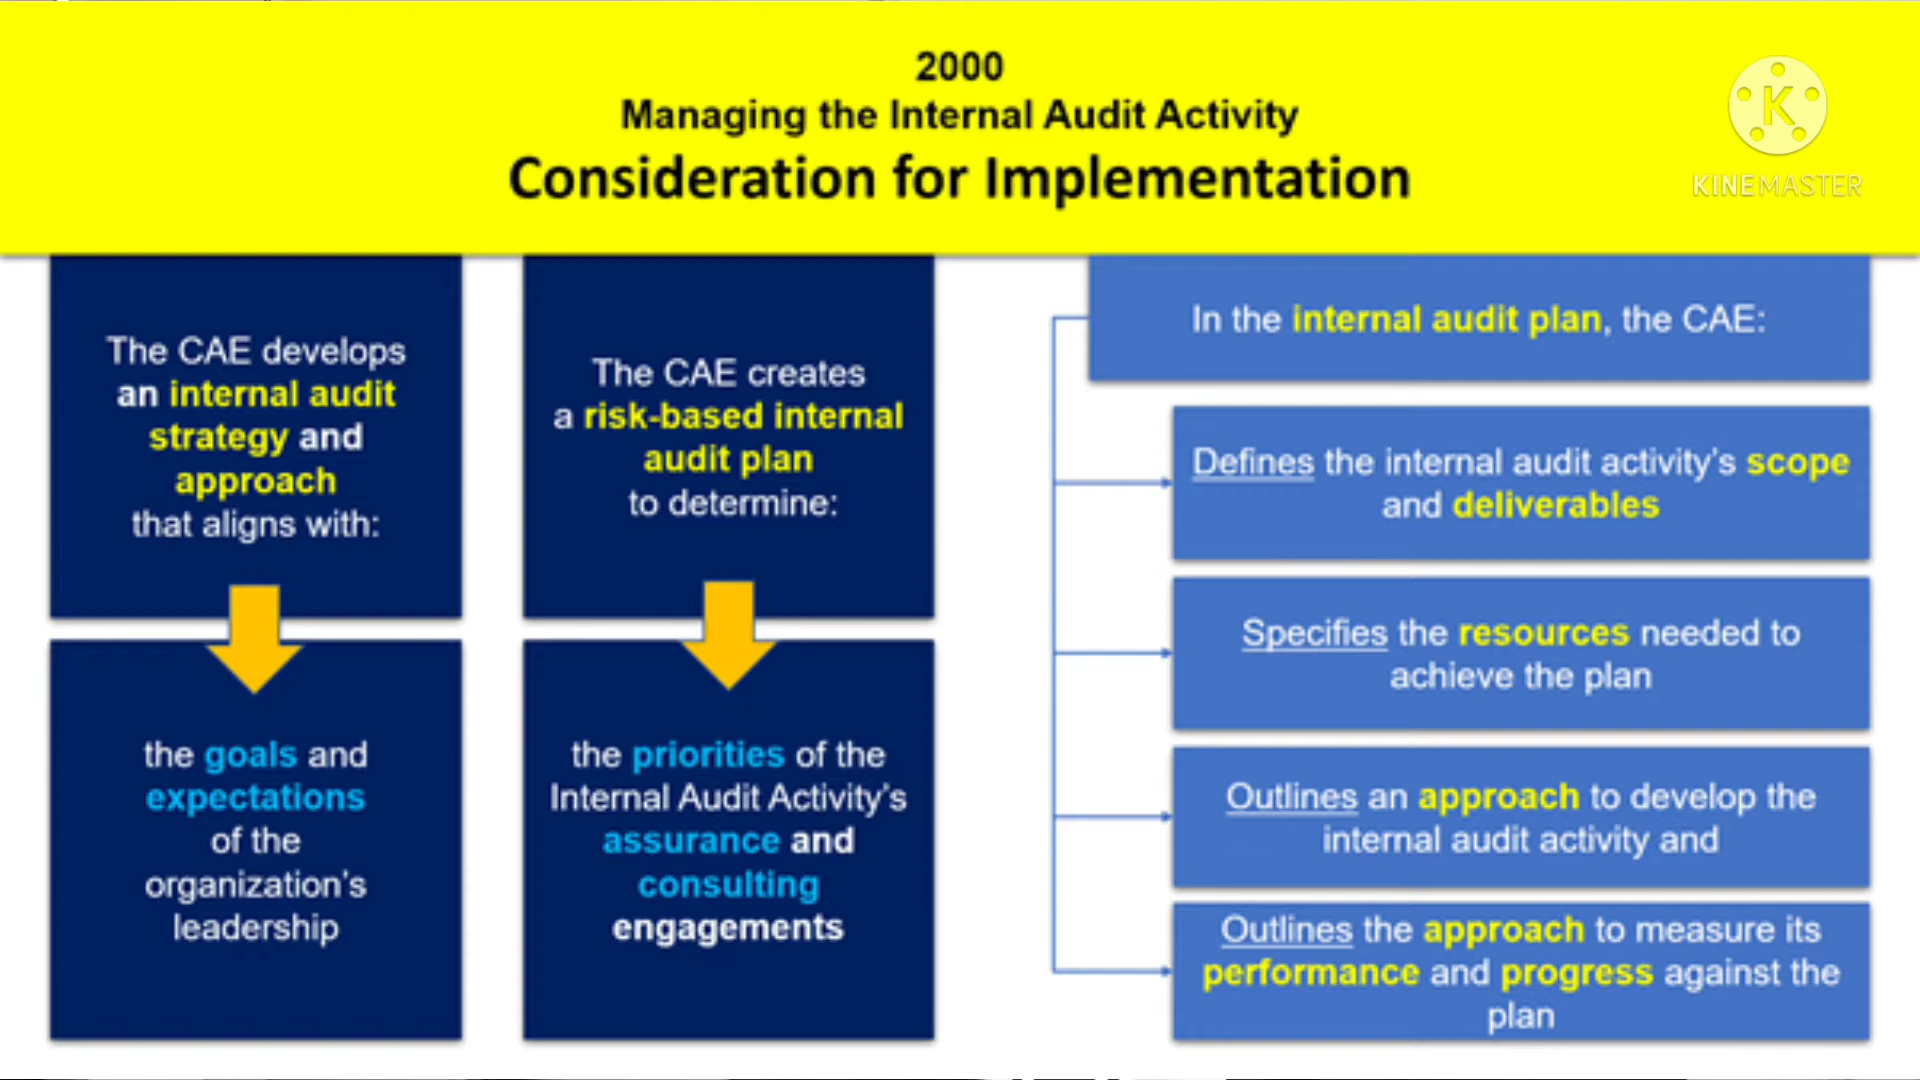 2000
Managing the Internal Audit Activity
Consideration for Implementation
K
KINEMASTER
The CAE develops
an internal audit
strategy and
approach
that aligns with:
the goals and
expectations
of the
organization's
leadership
The CAE creates
a risk-based internal
audit plan
to determine:
the priorities of the
Internal Audit Activity's
assurance and
consulting
engagements
In the internal audit plan, the CAE:
Defines the internal audit activity's scope
and deliverables
Specifies the resources needed to
achieve the plan
Outlines an approach to develop the
internal audit activity and
Outlines the approach to measure its
performance and progress against the
plan